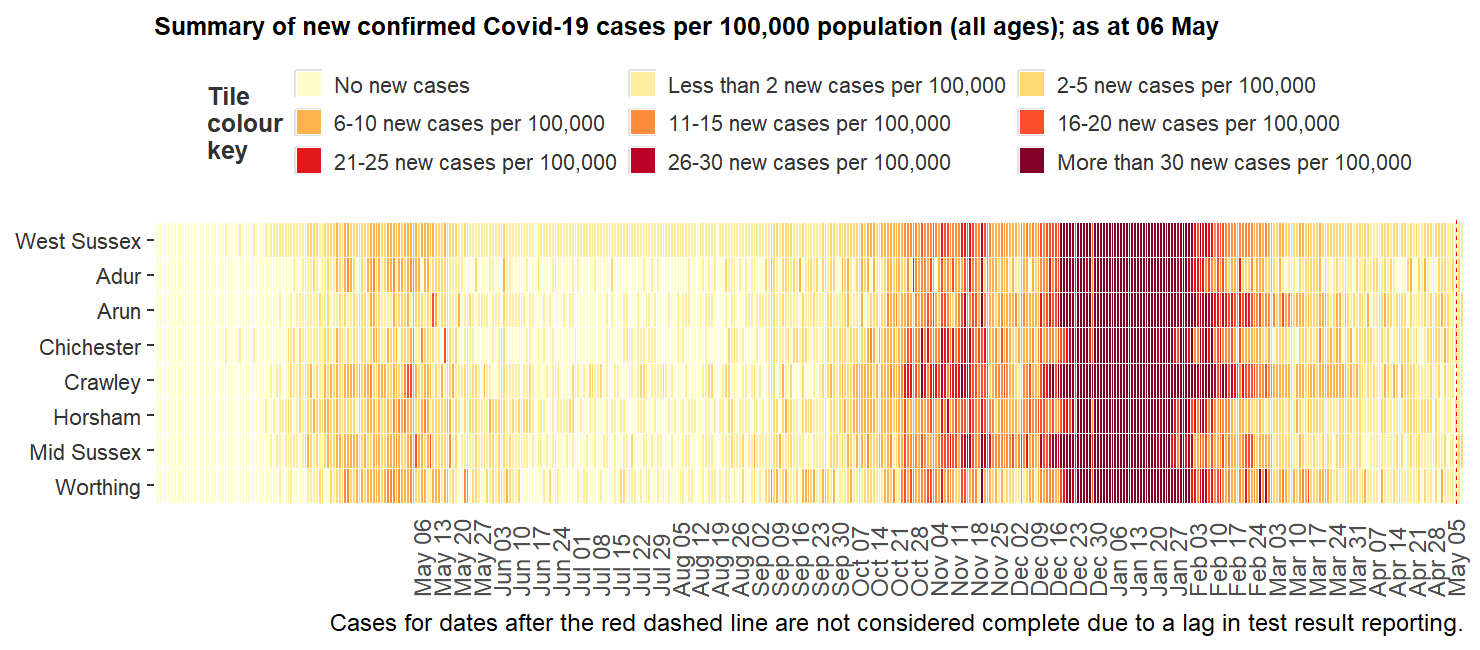 Summary of new confirmed Covid-19 cases per 100,000 population (all ages); as at 06 May
Tile
colour
key
No new cases
Less than 2 new cases per 100,000
2-5 new cases per 100,000
6-10 new cases per 100,000
11-15 new cases per 100,000
16-20 new cases per 100,000
21-25 new cases per 100,000
26-30 new cases per 100,000
More than 30 new cases per 100,000
West Sussex
Adur
Arun
Chichester
Crawley
Horsham
Mid Sussex
Worthing
May 06
May 13
May 20
May 27
Jun 03
Jun 10
Jun 17
Jun 24
Jul 01
Jul 08
Jul 15
Jul 22
Jul 29
Aug 05
Aug 12
Aug 19
Aug 26
Sep 02
Sep 09
Sep 16
Sep 23
Sep 30
Oct 07
Oct 14
Oct 21
Oct 28
Nov 04
Nov 11
Nov 18
Nov 25
Dec 02
Dec 09
Dec 16
Dec 23
Dec 30
Jan 06
Jan 13
Jan 20
Jan 27
Feb 03
Feb 10
Feb 17
Feb 24
Mar 03
Mar 10
Mar 17
Mar 24
Mar 31
Apr 07
Apr 14
Apr 21
Apr 28
May 05
Cases for dates after the red dashed line are not considered complete due to a lag in test result reporting.